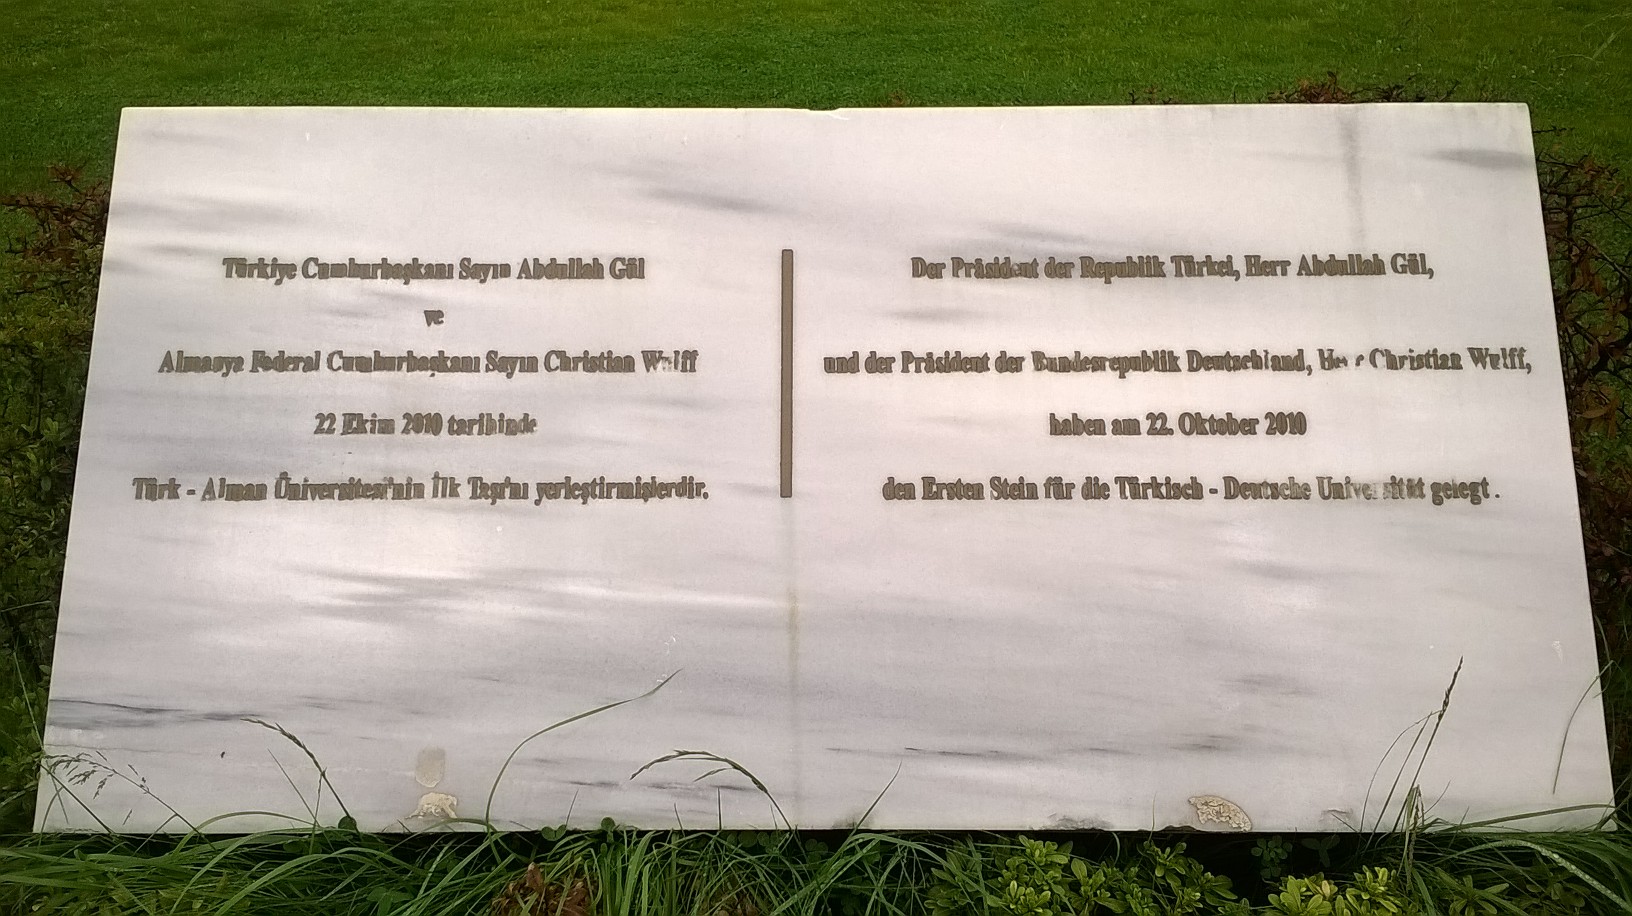 Türkiye Cumhurbaşkanı Sayın Abdullah Gül
ve
Almanya Federal Cumhurbaşkanı Sayın Christian Wulff
22 Ekim 2010 tarihinde
Türk - Alman Üniversitesi'nin İlk Taşı'nı yerleştirmişlerdir.
Der Präsident der Republik Türkei, Herr Abdullah Gül,
und der Präsident der Bundesrepublik Deutschland, Herr Christian Wulff,
haben am 22. Oktober 2010
den Ersten Stein für die Türkisch - Deutsche Universität gelegt .